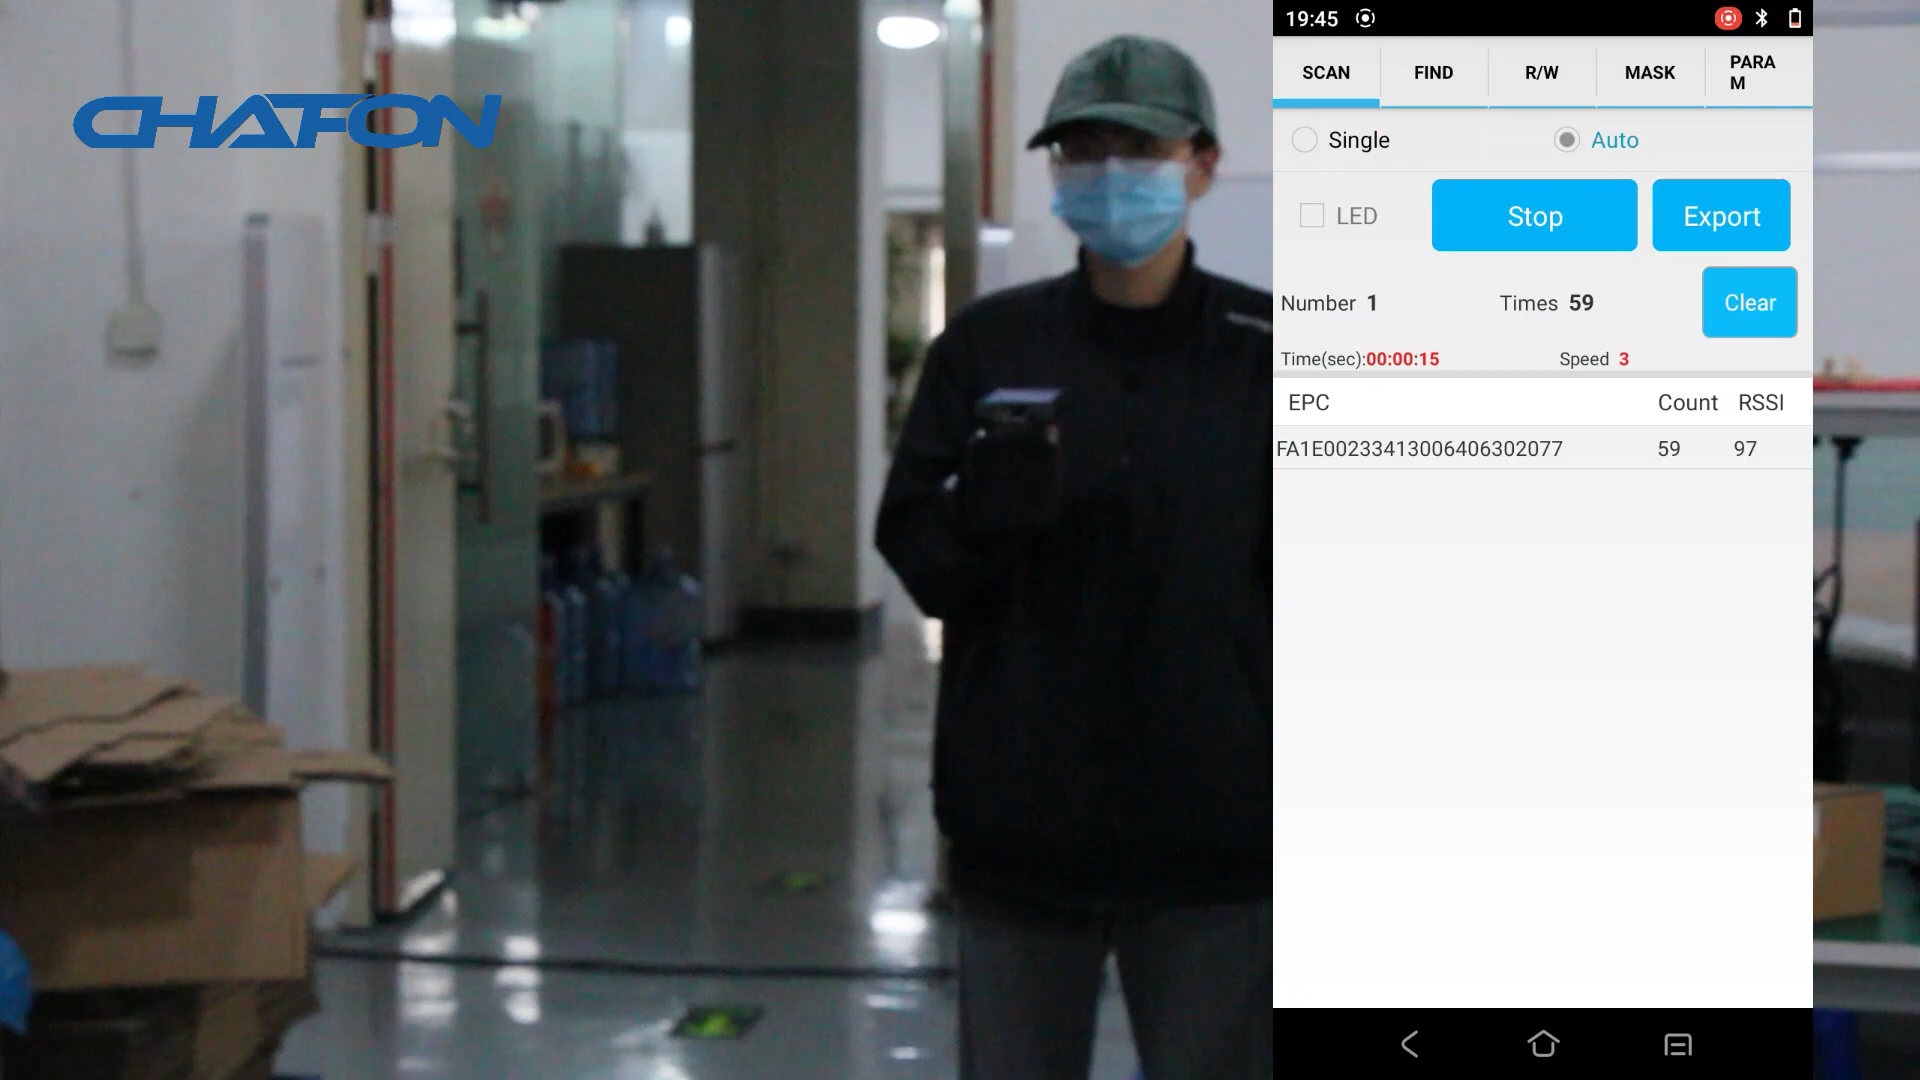 CHAFON
19:45
SCAN FIND R/W MASK PARA
M
Single Auto
LED Stop Export
Number 1 Times 59 Clear
Time(sec):00:00:15 Speed 3
EPC Count RSSI
FA1E00233413006406302077 59 97